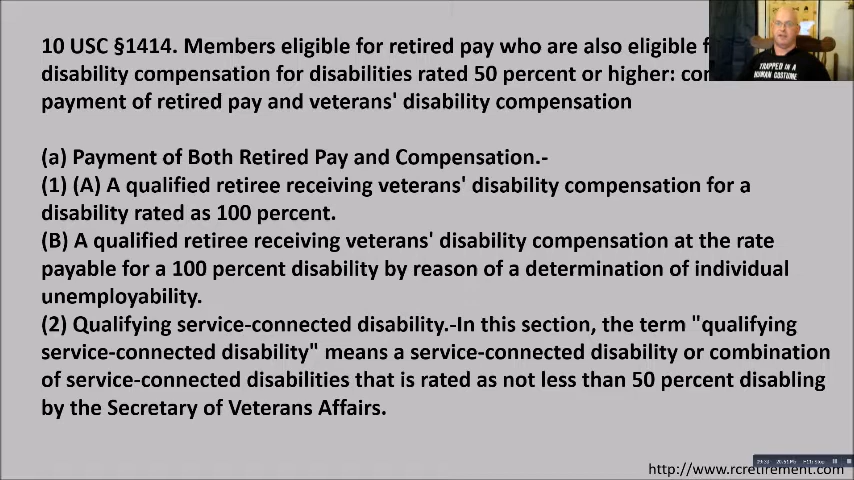 10 USC §1414. Members eligible for retired pay who are also eligible
disability compensation for disabilities rated 50 percent or higher:
payment of retired pay and veterans' disability compensation
(a) Payment of Both Retired Pay and Compensation.-
(1) (A) A qualified retiree receiving veterans' disability compensation for a
disability rated as 100 percent.
(B) A qualified retiree receiving veterans' disability compensation at the rate
payable for a 100 percent disability by reason of a determination of individual
unemployability.
(2) Qualifying service-connected disability.-In this section, the term "qualifying
service-connected disability" means a service-connected disability or combination
of service-connected disabilities that is rated as not less than 50 percent disabling
by the Secretary of Veterans Affairs.
TRAPPED IN A
HUMAN COSTUME
http://www.rcretirement.com/